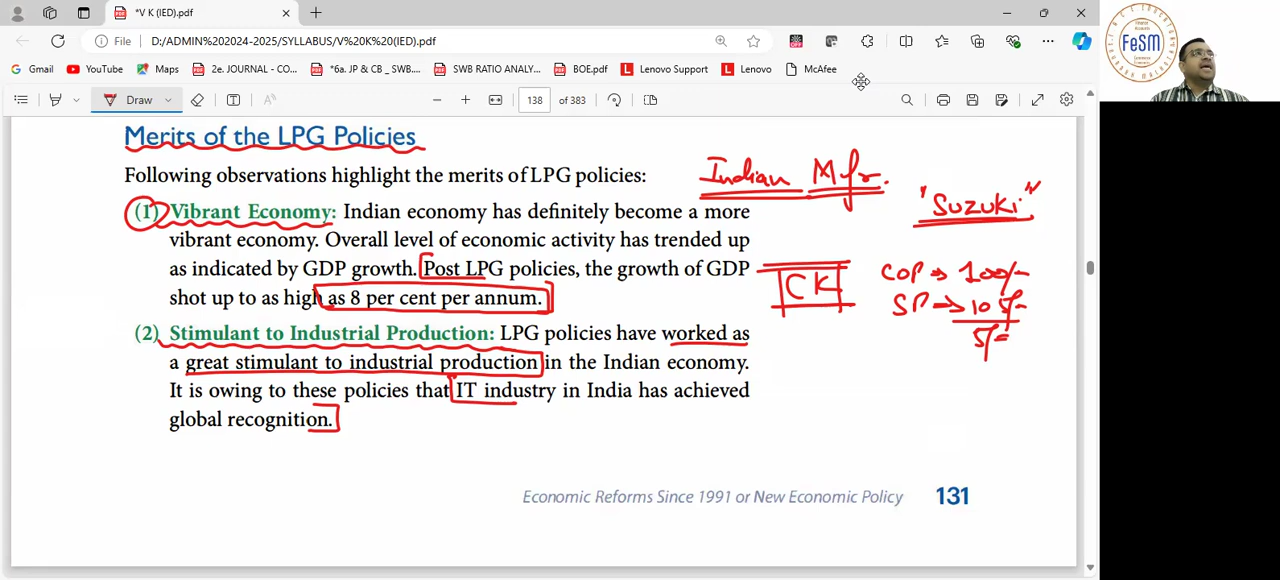 *V K (IED).pdf
File D:/ADMIN%202024-2025/SYLLABUS/V%20K%20(IED).pdf
Gmail YouTube Maps 2e. JOURNAL - CO... *6a. JP & CB _ SWB.... SWB RATIO ANALY... BOE.pdf Lenovo Support Lenovo McAfee
Draw 138 of 383
FeSM
Merits of the LPG Policies
Following observations highlight the merits of LPG policies:
(1) Vibrant Economy: Indian economy has definitely become a more
vibrant economy. Overall level of economic activity has trended up
as indicated by GDP growth. Post LPG policies, the growth of GDP
shot up to as high as 8 per cent per annum.
(2) Stimulant to Industrial Production: LPG policies have worked as
a great stimulant to industrial production in the Indian economy.
It is owing to these policies that IT industry in India has achieved
global recognition.
Indian Mfr.
"Suzuki"
CK
COP → 100/-
SP → 105/-
5/=
Economic Reforms Since 1991 or New Economic Policy 131